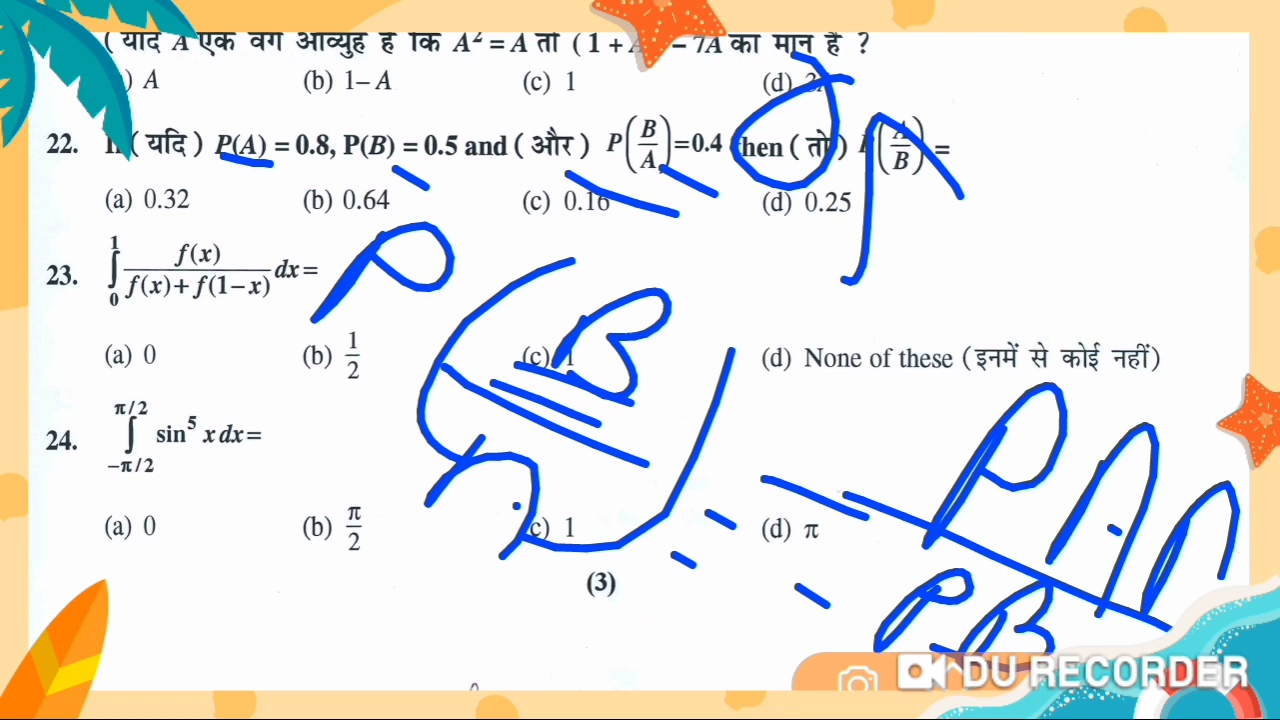 ( यदि A एक वर्ग आव्यूह है कि A² = A तो (1 + A – 7A का मान है ?
) A (b) 1– A (c) 1 (d)
22. ( यदि ) P(A) = 0.8, P(B) = 0.5 and ( और ) P(B/A) = 0.4 then ( तो ) P(A/B) =
(a) 0.32 (b) 0.64 (c) 0.16 (d) 0.25
23. ∫₀¹ f(x)/(f(x)+f(1−x)) dx =
(a) 0 (b) 1/2 (c) 1 (d) None of these (इनमें से कोई नहीं)
24. ∫_{−π/2}^{π/2} sin⁵ x dx =
(a) 0 (b) π/2 (c) 1 (d) π
(3)
DU RECORDER